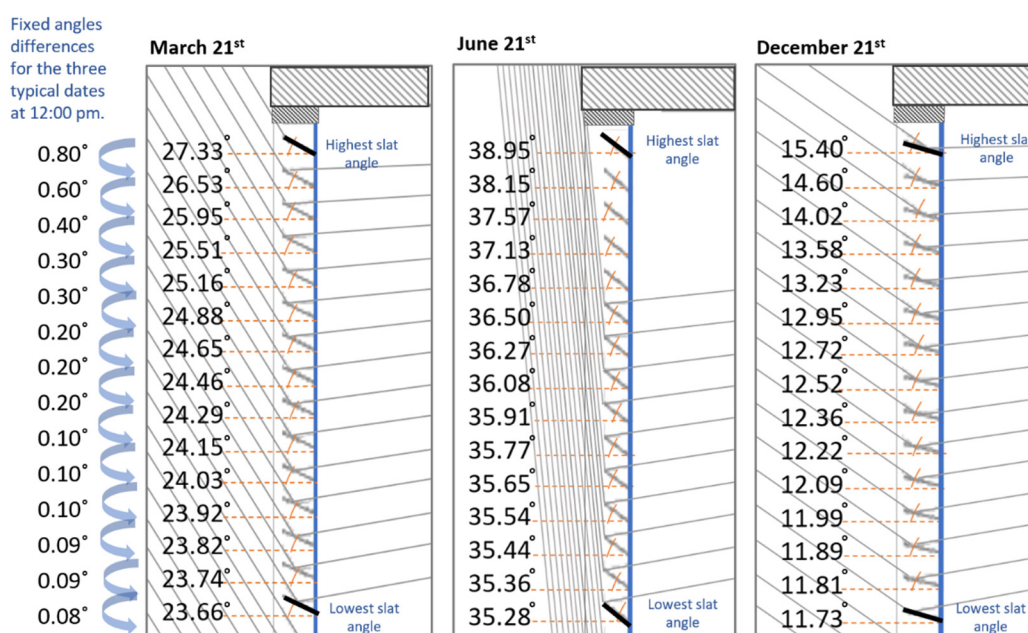 Fixed angles
differences
for the three
typical dates
at 12:00 pm.
0.80°
0.60°
0.40°
0.30°
0.30°
0.20°
0.20°
0.20°
0.10°
0.10°
0.10°
0.09°
0.09°
0.08°
March 21st
Highest slat
angle
27.33°
26.53°
25.95°
25.51°
25.16°
24.88°
24.65°
24.46°
24.29°
24.15°
24.03°
23.92°
23.82°
23.74°
23.66°
Lowest slat
angle
June 21st
Highest slat
angle
38.95°
38.15°
37.57°
37.13°
36.78°
36.50°
36.27°
36.08°
35.91°
35.77°
35.65°
35.54°
35.44°
35.36°
35.28°
Lowest slat
angle
December 21st
Highest slat
angle
15.40°
14.60°
14.02°
13.58°
13.23°
12.95°
12.72°
12.52°
12.36°
12.22°
12.09°
11.99°
11.89°
11.81°
11.73°
Lowest slat
angle